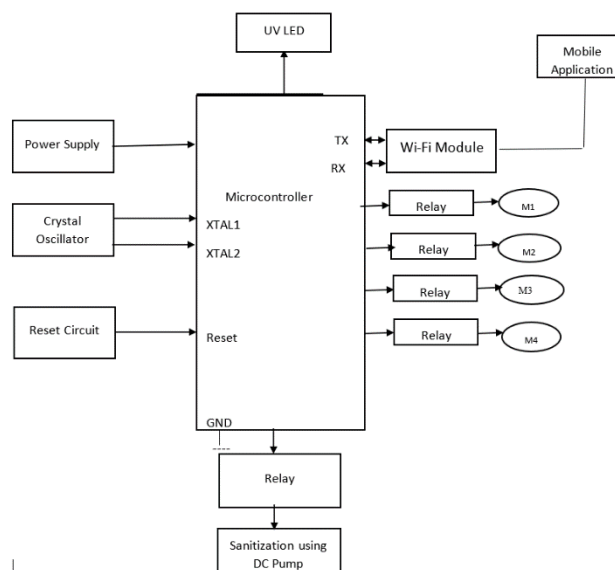 UV LED
Mobile
Application
Power Supply
TX
Wi-Fi Module
RX
Microcontroller
Crystal
Oscillator
XTAL1
XTAL2
Relay
M1
Relay
M2
Relay
M3
Relay
M4
Reset Circuit
Reset
GND
Relay
Sanitization using
DC Pump